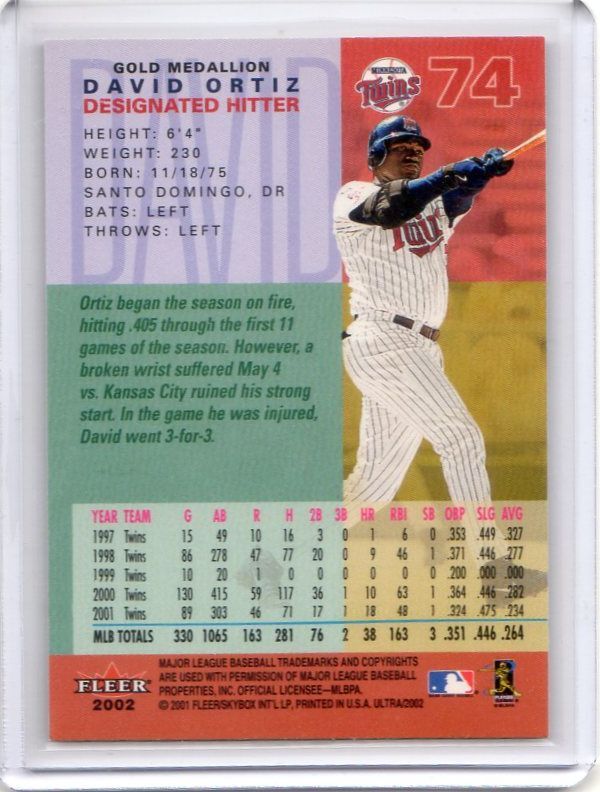 GOLD MEDALLION
DAVID ORTIZ
DESIGNATED HITTER
DAVID
HEIGHT: 6'4"
WEIGHT: 230
BORN: 11/18/75
SANTO DOMINGO, DR
BATS: LEFT
THROWS: LEFT
Twins
74
Twins
Ortiz began the season on fire,
hitting .405 through the first 11
games of the season. However, a
broken wrist suffered May 4
vs. Kansas City ruined his strong
start. In the game he was injured,
David went 3-for-3.
YEAR TEAM G AB R H 2B 3B HR RBI SB OBP SLG AVG
1997 Twins 15 49 10 16 3 0 1 6 0 .353 .449 .327
1998 Twins 86 278 47 77 20 0 9 46 1 .371 .446 .277
1999 Twins 10 20 1 0 0 0 0 0 0 .200 .000 .000
2000 Twins 130 415 59 117 36 1 10 63 1 .364 .446 .282
2001 Twins 89 303 46 71 17 1 18 48 1 .324 .475 .234
MLB TOTALS 330 1065 163 281 76 2 38 163 3 .351 .446 .264
FLEER
2002
MAJOR LEAGUE BASEBALL TRADEMARKS AND COPYRIGHTS
ARE USED WITH PERMISSION OF MAJOR LEAGUE BASEBALL
PROPERTIES, INC. OFFICIAL LICENSEE—MLBPA.
© 2001 FLEER/SKYBOX INT'L LP, PRINTED IN U.S.A. ULTRA/2002